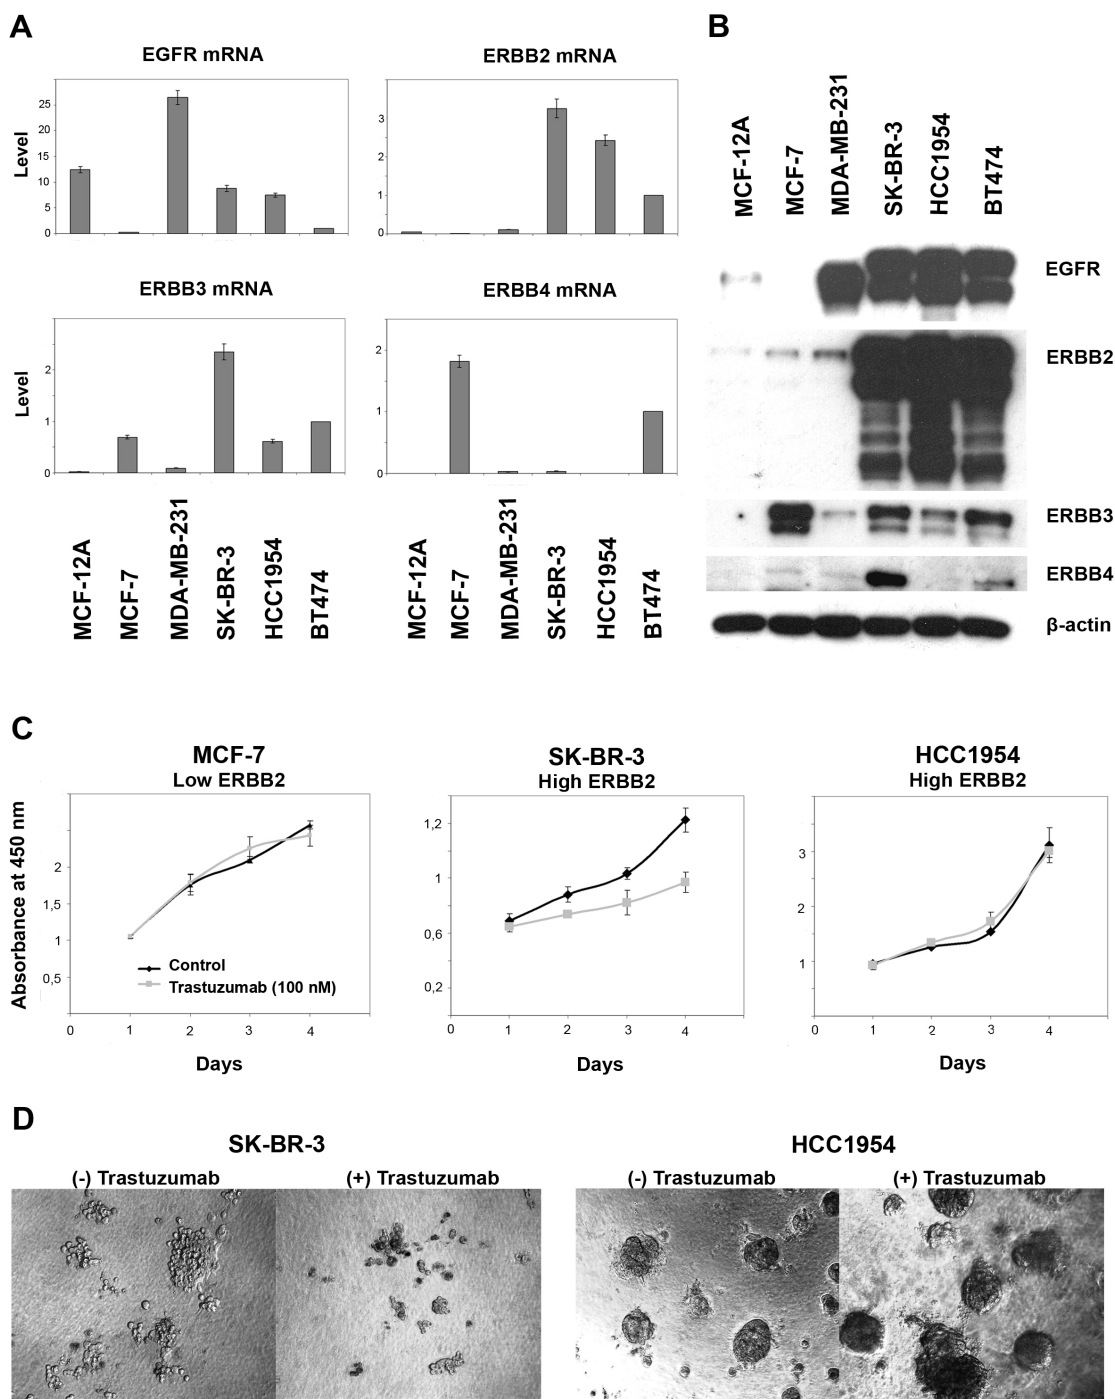 A
EGFR mRNA
Level
25
20
15
10
5
0
ERBB2 mRNA
3
2
1
0
ERBB3 mRNA
Level
2
1
0
ERBB4 mRNA
2
1
0
MCF-12A
MCF-7
MDA-MB-231
SK-BR-3
HCC1954
BT474
MCF-12A
MCF-7
MDA-MB-231
SK-BR-3
HCC1954
BT474
B
MCF-12A
MCF-7
MDA-MB-231
SK-BR-3
HCC1954
BT474
EGFR
ERBB2
ERBB3
ERBB4
β-actin
C
MCF-7
Low ERBB2
Absorbance at 450 nm
2
1,5
1
0,5
Control
Trastuzumab (100 nM)
0 1 2 3 4
Days
SK-BR-3
High ERBB2
1,2
1
0,6
0,2
0 1 2 3 4
Days
HCC1954
High ERBB2
3
2
1
0 1 2 3 4
Days
D
SK-BR-3
(-) Trastuzumab (+) Trastuzumab
HCC1954
(-) Trastuzumab (+) Trastuzumab